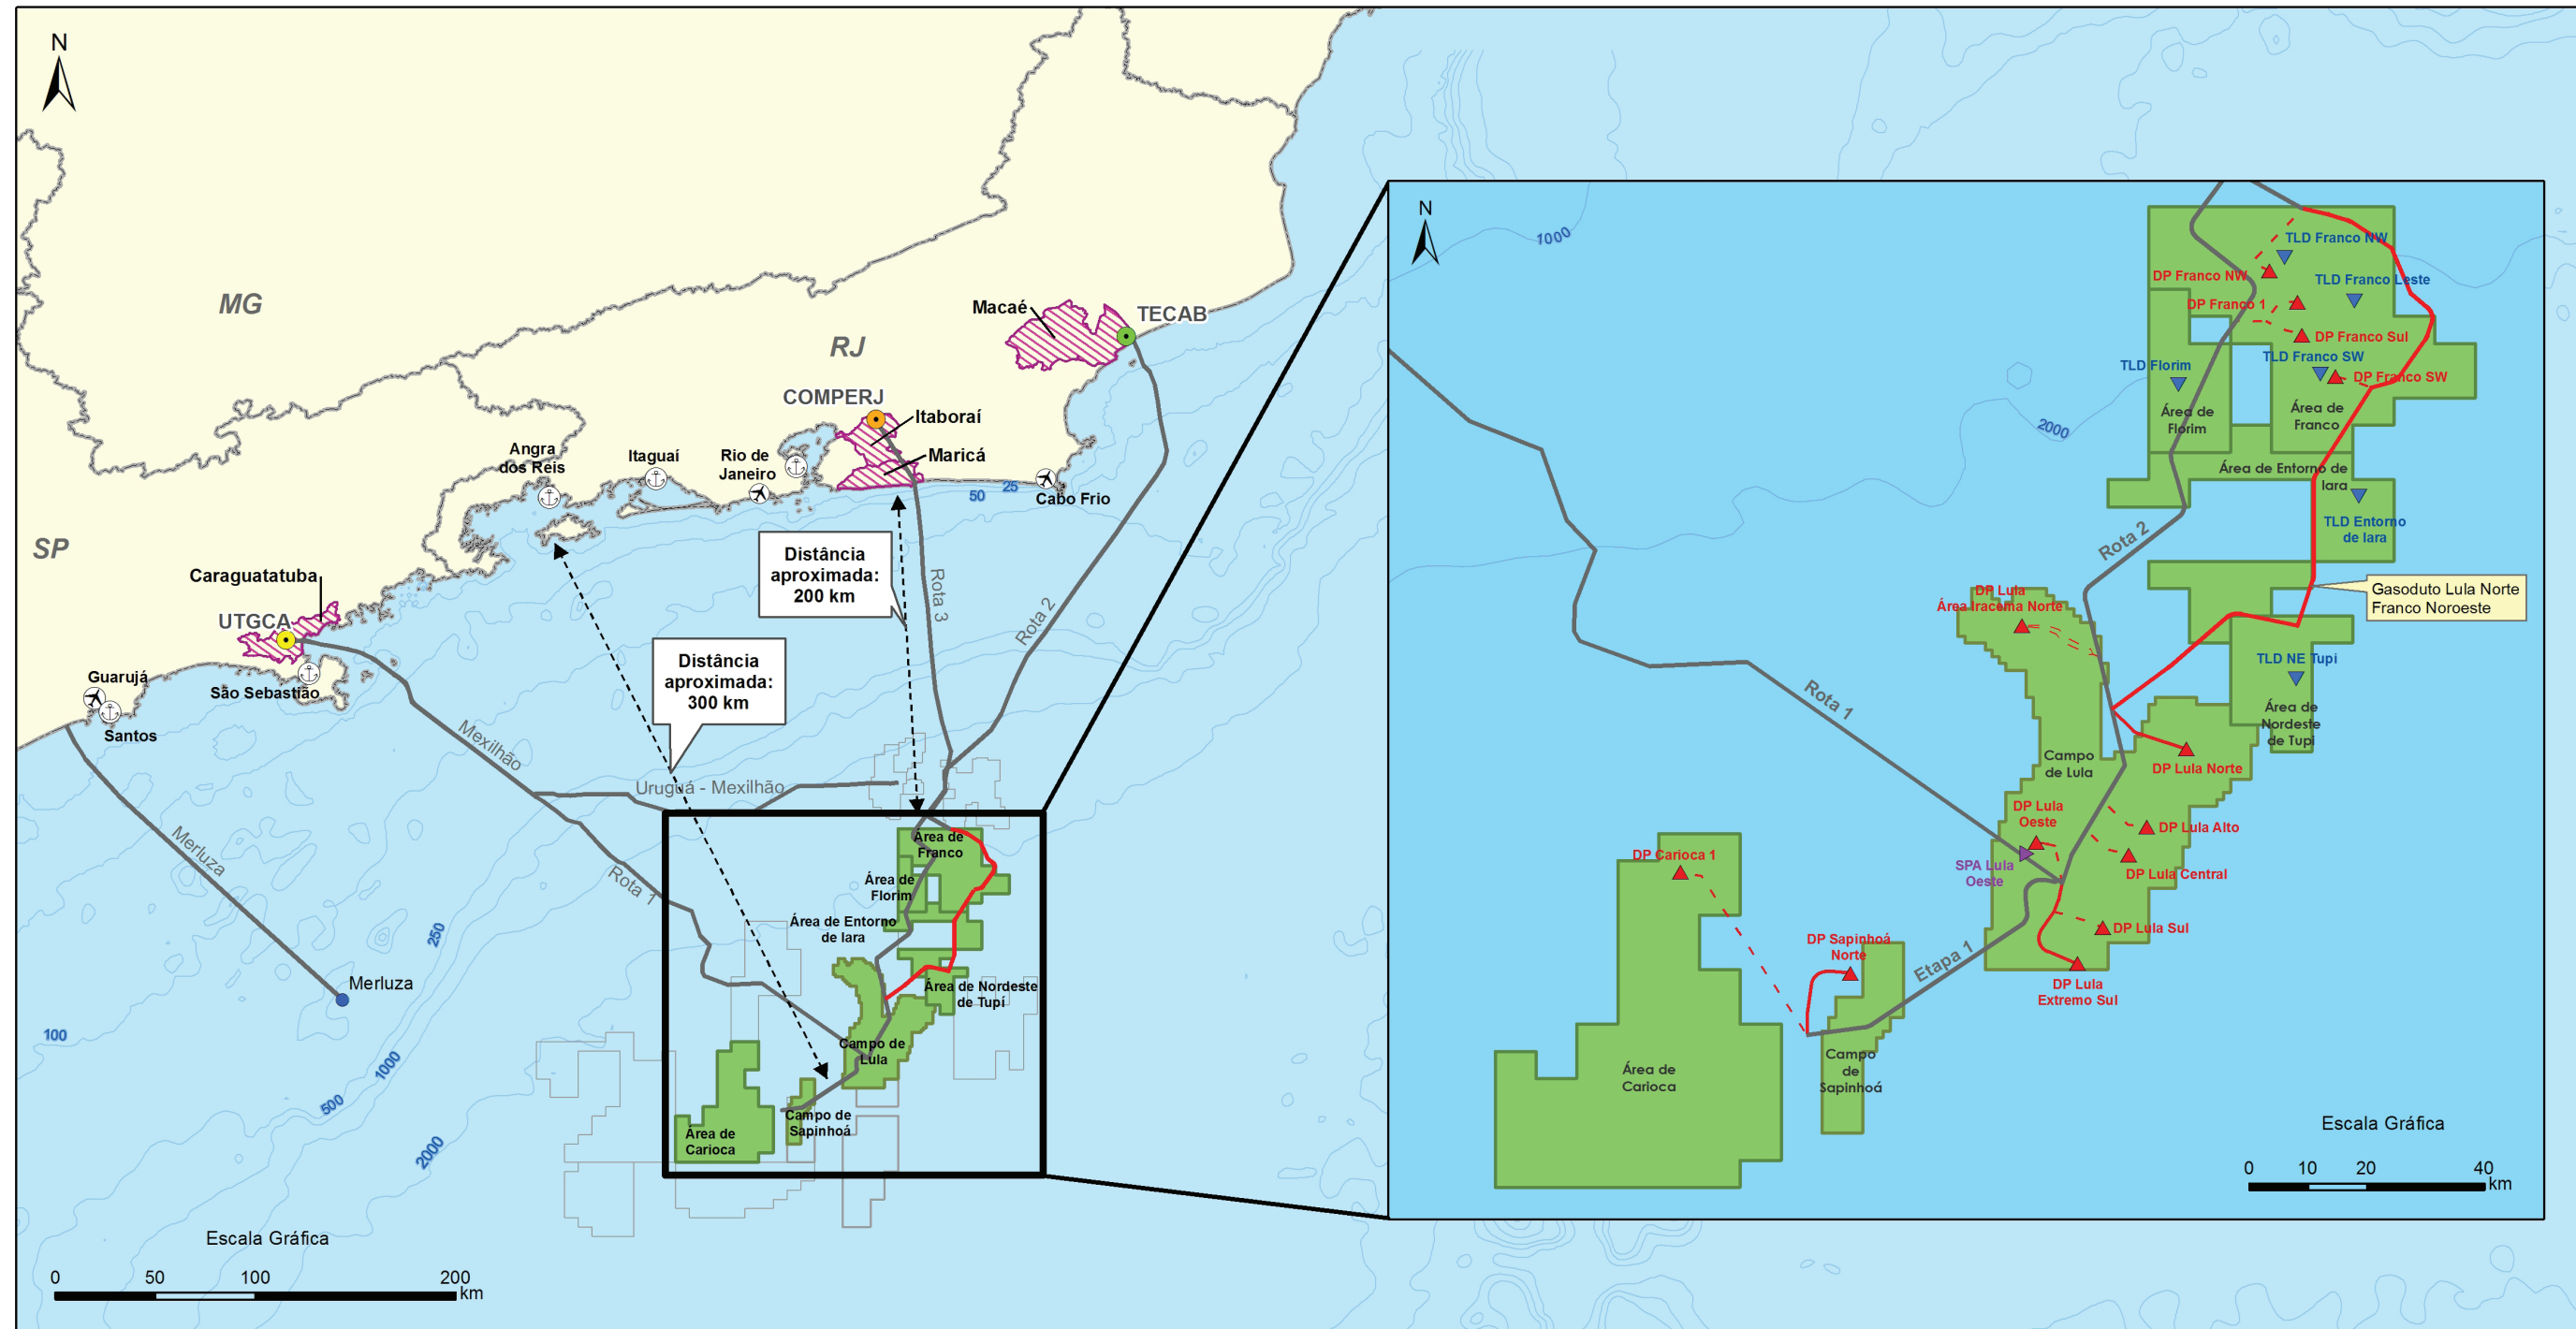 N
MG
RJ
SP
Macaé
TECAB
COMPERJ
Itaboraí
Maricá
Angra
dos Reis
Itaguaí
Rio de
Janeiro
Cabo Frio
50
25
Caraguatatuba
UTGCA
Guarujá
São Sebastião
Santos
Distância
aproximada:
200 km
Distância
aproximada:
300 km
Rota 3
Rota 2
Mexilhão
Uruguá - Mexilhão
Merluza
Rota 1
Merluza
250
100
1000
500
2000
Área de
Franco
Área de
Florim
Área de Entorno
de Iara
Área de Nordeste
de Tupí
Campo de
Lula
Campo de
Sapinhoá
Área de
Carioca
Escala Gráfica
0
50
100
200
km
N
1000
2000
TLD Franco NW
DP Franco NW
TLD Franco Leste
DP Franco 1
DP Franco Sul
TLD Franco SW
TLD Florim
DP Franco SW
Área de
Florim
Área de
Franco
Área de Entorno de
Iara
TLD Entorno
de Iara
Rota 2
Gasoduto Lula Norte
Franco Noroeste
DP Lula
Área Iracema Norte
TLD NE Tupi
Área de
Nordeste
de Tupi
Rota 1
Campo
de Lula
DP Lula Norte
DP Lula
Oeste
DP Lula Alto
SPA Lula
Oeste
DP Lula Central
DP Carioca 1
DP Lula Sul
DP Sapinhoá
Norte
Etapa 1
DP Lula
Extremo Sul
Área de
Carioca
Campo
de
Sapinhoá
Escala Gráfica
0
10
20
40
km